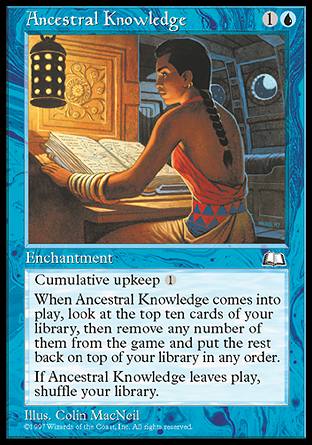 Ancestral Knowledge 1
Enchantment
Cumulative upkeep 1
When Ancestral Knowledge comes into
play, look at the top ten cards of your
library, then remove any number of
them from the game and put the rest
back on top of your library in any order.
If Ancestral Knowledge leaves play,
shuffle your library.
Illus. Colin MacNeil
©1997 Wizards of the Coast, Inc. All rights reserved.